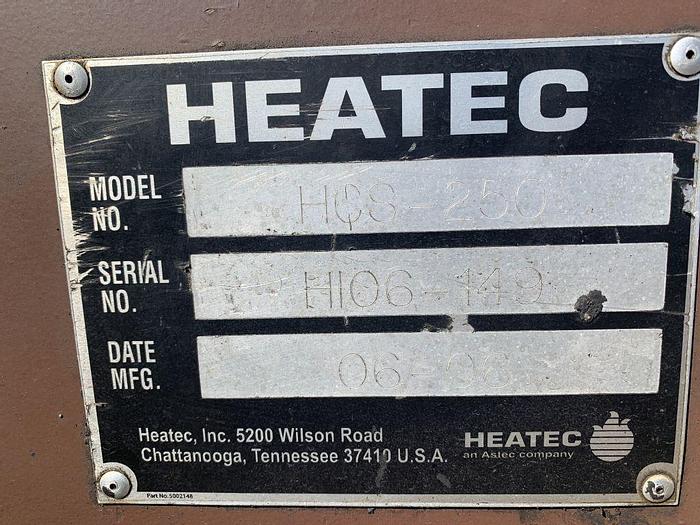 HEATEC
MODEL NO. HCS-250
SERIAL NO. HI06-149
DATE MFG. 06-06
Heatec, Inc. 5200 Wilson Road
Chattanooga, Tennessee 37410 U.S.A.
HEATEC
an Astec company
Part No. 5002148